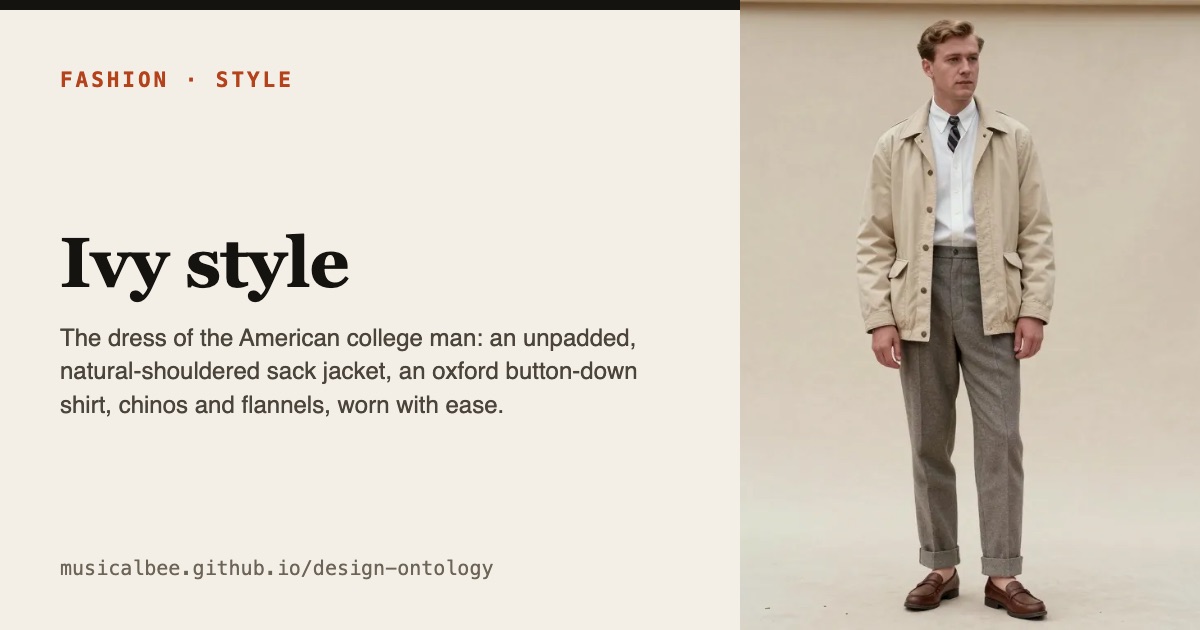 FASHION · STYLE
Ivy style
The dress of the American college man: an unpadded,
natural-shouldered sack jacket, an oxford button-down
shirt, chinos and flannels, worn with ease.
musicalbee.github.io/design-ontology